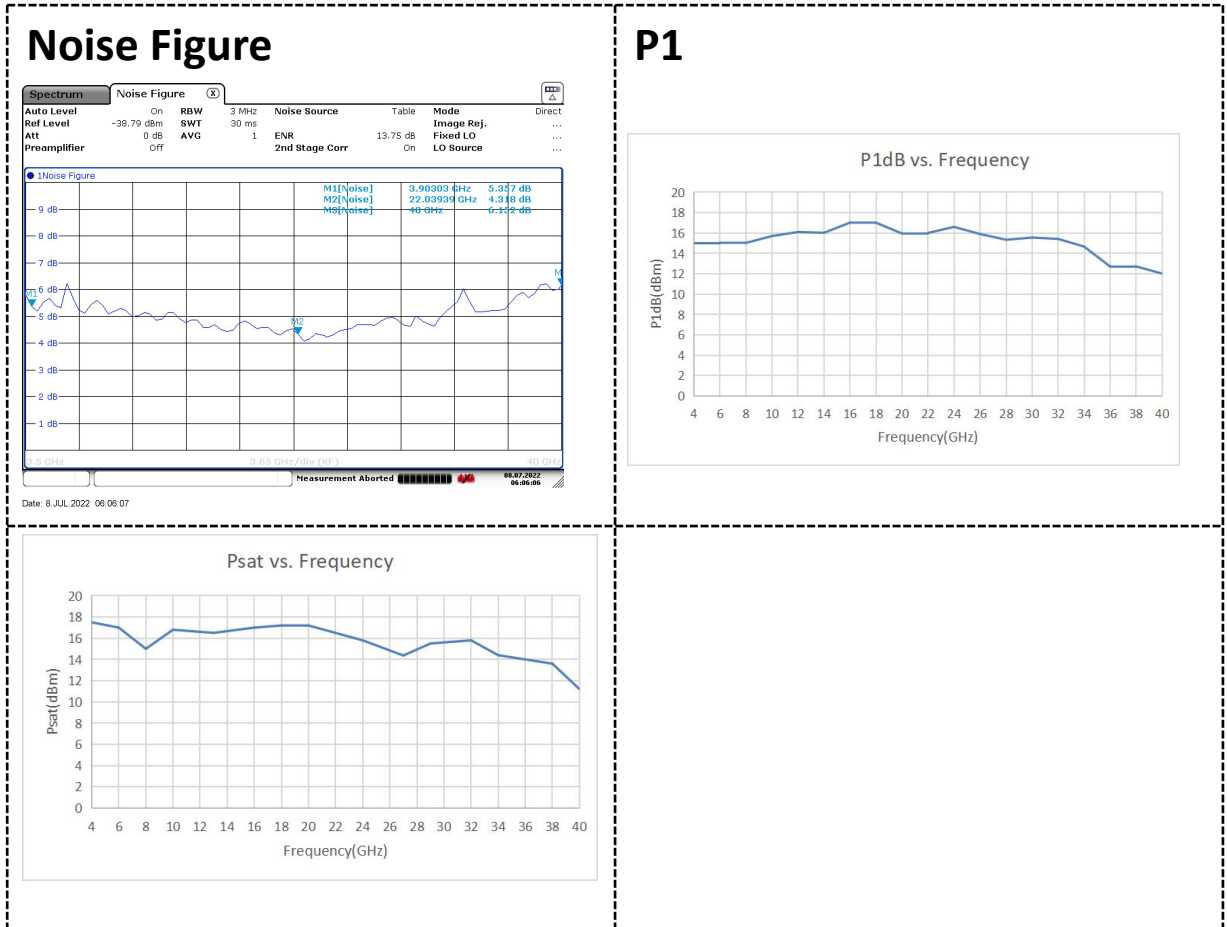 Noise Figure
Spectrum Noise Figure X
Auto Level On RBW 3 MHz Noise Source Table Mode Direct
Ref Level -38.79 dBm SWT 30 ms Image Rej. ...
Att 0 dB AVG 1 ENR 13.75 dB Fixed LO ...
Preamplifier Off 2nd Stage Corr On LO Source ...
1Noise Figure
M1[Noise] 3.90303 GHz 5.357 dB
M2[Noise] 22.03939 GHz 4.318 dB
M3[Noise] 40 GHz 6.132 dB
9 dB
8 dB
7 dB
M
6 dB
M1
5 dB
M2
4 dB
3 dB
2 dB
1 dB
3.5 GHz 3.65 GHz/div (RF) 40 GHz
Measurement Aborted 08.07.2022
06:06:06
Date: 8.JUL.2022 06:06:07
P1
P1dB vs. Frequency
P1dB(dBm)
20
18
16
14
12
10
8
6
4
2
0
4 6 8 10 12 14 16 18 20 22 24 26 28 30 32 34 36 38 40
Frequency(GHz)
Psat vs. Frequency
Psat(dBm)
20
18
16
14
12
10
8
6
4
2
0
4 6 8 10 12 14 16 18 20 22 24 26 28 30 32 34 36 38 40
Frequency(GHz)